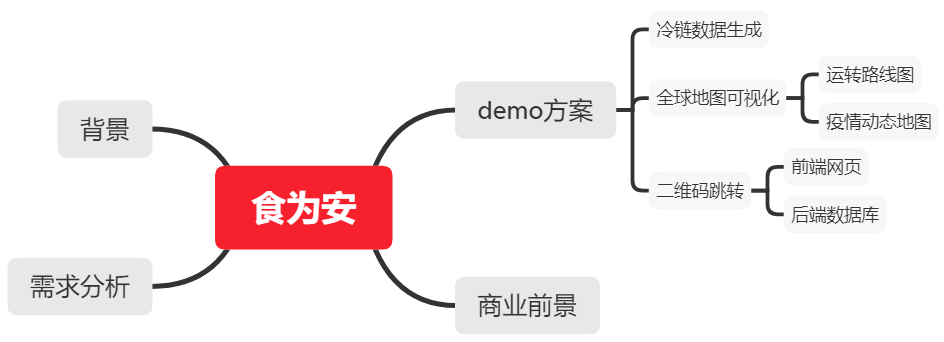 食为安
背景
需求分析
demo方案
冷链数据生成
全球地图可视化
运转路线图
疫情动态地图
二维码跳转
前端网页
后端数据库
商业前景